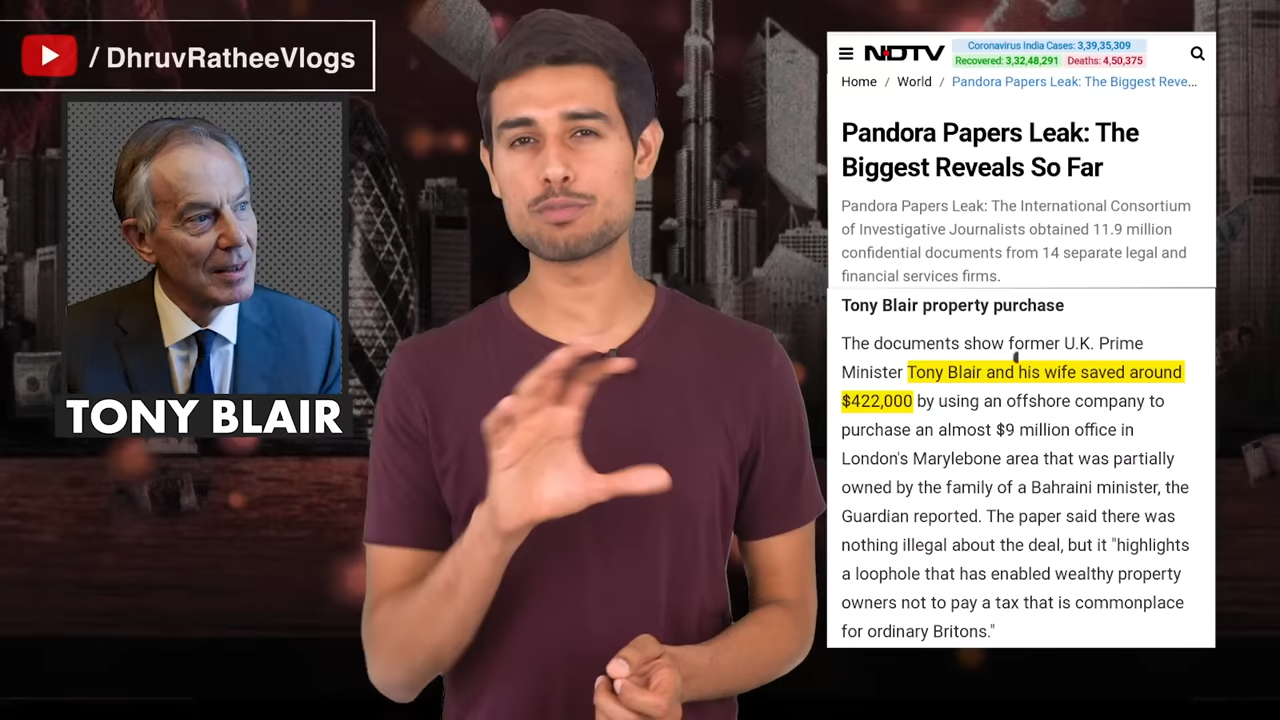 / DhruvRatheeVlogs
TONY BLAIR
NDTV
Coronavirus India Cases: 3,39,35,309
Recovered: 3,32,48,291 Deaths: 4,50,375
Home / World / Pandora Papers Leak: The Biggest Reve...
Pandora Papers Leak: The
Biggest Reveals So Far
Pandora Papers Leak: The International Consortium
of Investigative Journalists obtained 11.9 million
confidential documents from 14 separate legal and
financial services firms.
Tony Blair property purchase
The documents show former U.K. Prime
Minister Tony Blair and his wife saved around
$422,000 by using an offshore company to
purchase an almost $9 million office in
London's Marylebone area that was partially
owned by the family of a Bahraini minister, the
Guardian reported. The paper said there was
nothing illegal about the deal, but it "highlights
a loophole that has enabled wealthy property
owners not to pay a tax that is commonplace
for ordinary Britons."